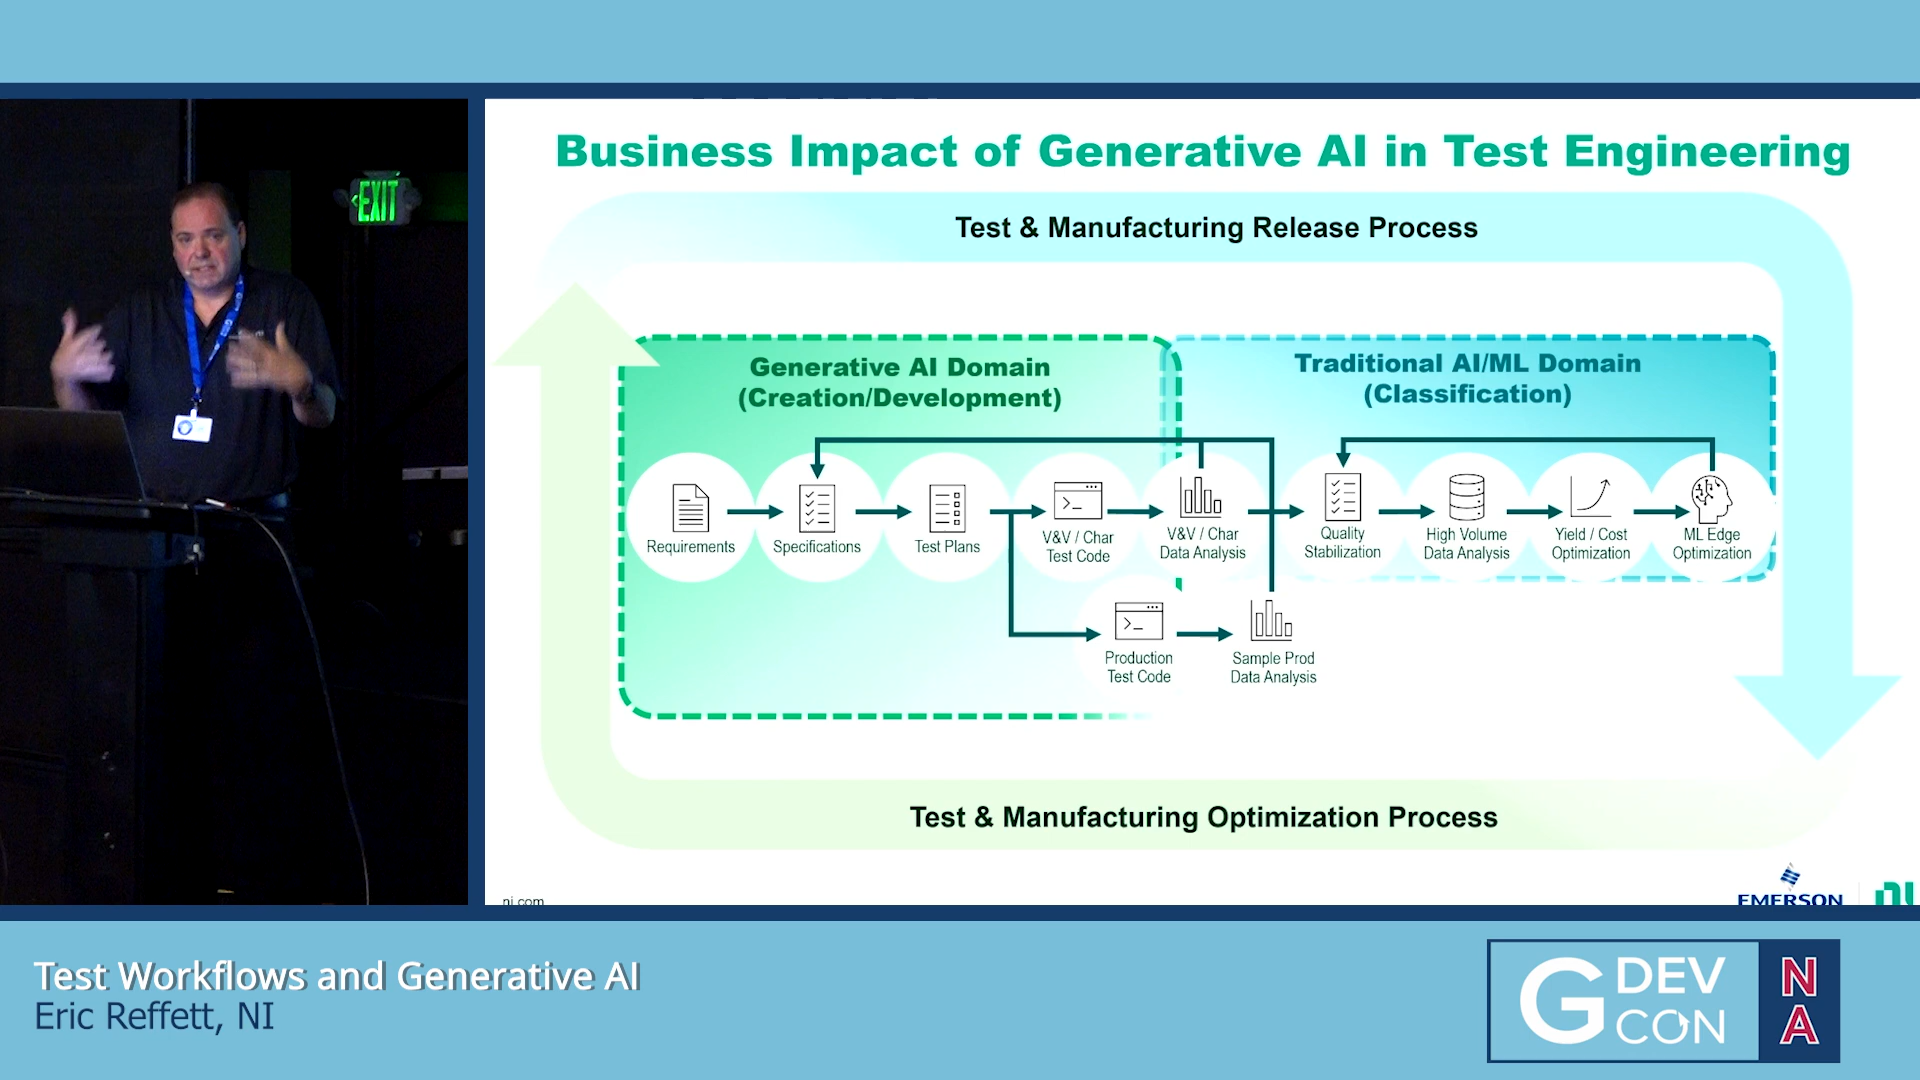 EXIT
Business Impact of Generative AI in Test Engineering
Test & Manufacturing Release Process
Generative AI Domain
(Creation/Development)
Traditional AI/ML Domain
(Classification)
Requirements
Specifications
Test Plans
V&V / Char
Test Code
V&V / Char
Data Analysis
Quality
Stabilization
High Volume
Data Analysis
Yield / Cost
Optimization
ML Edge
Optimization
Production
Test Code
Sample Prod
Data Analysis
Test & Manufacturing Optimization Process
ni.com
EMERSON
ni
Test Workflows and Generative AI
Eric Reffett, NI
G DEV
CON
N
A